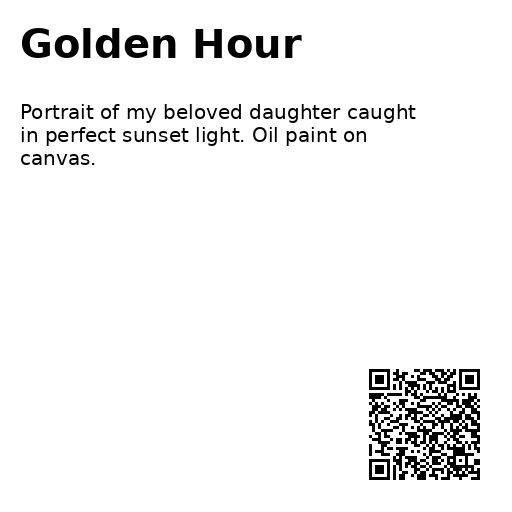 Golden Hour
Portrait of my beloved daughter caught
in perfect sunset light. Oil paint on
canvas.